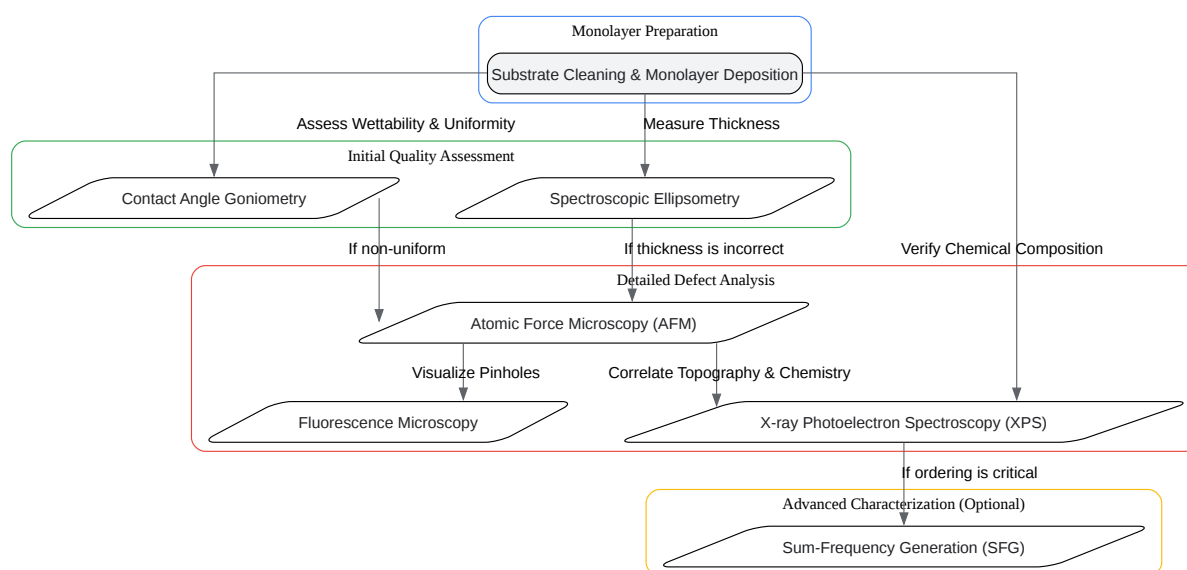 Monolayer Preparation
Substrate Cleaning & Monolayer Deposition
Assess Wettability & Uniformity
Measure Thickness
Initial Quality Assessment
Contact Angle Goniometry
Spectroscopic Ellipsometry
If non-uniform
If thickness is incorrect
Verify Chemical Composition
Detailed Defect Analysis
Atomic Force Microscopy (AFM)
Visualize Pinholes
Correlate Topography & Chemistry
Fluorescence Microscopy
X-ray Photoelectron Spectroscopy (XPS)
If ordering is critical
Advanced Characterization (Optional)
Sum-Frequency Generation (SFG)